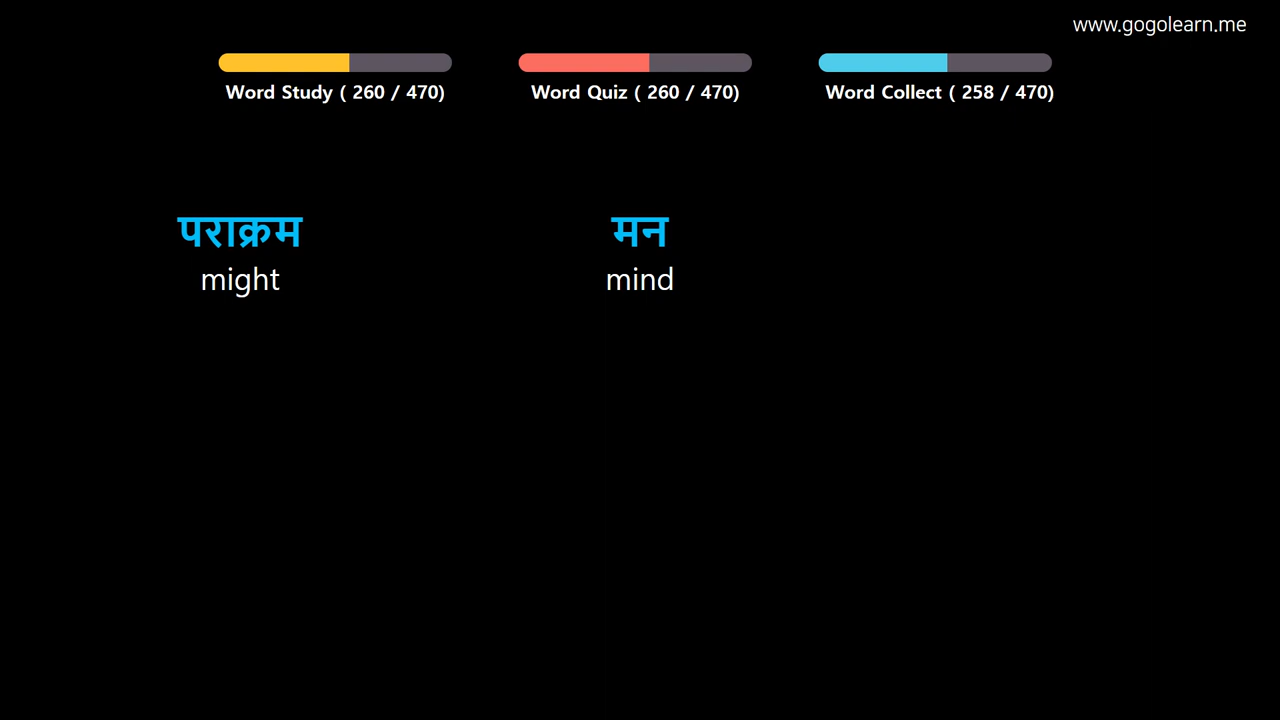 www.gogolearn.me
Word Study ( 260 / 470)
Word Quiz ( 260 / 470)
Word Collect ( 258 / 470)
पराक्रम
might
मन
mind